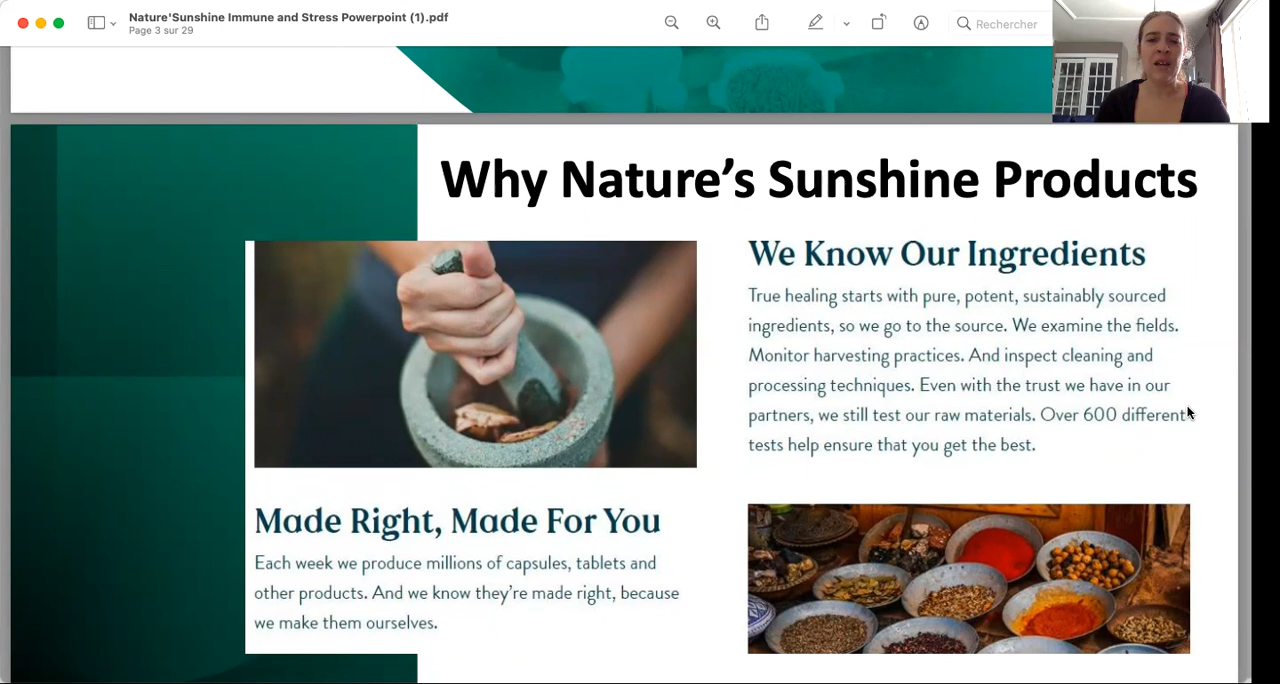 Nature'Sunshine Immune and Stress Powerpoint (1).pdf
Page 3 sur 29
Rechercher
Why Nature’s Sunshine Products
We Know Our Ingredients
True healing starts with pure, potent, sustainably sourced
ingredients, so we go to the source. We examine the fields.
Monitor harvesting practices. And inspect cleaning and
processing techniques. Even with the trust we have in our
partners, we still test our raw materials. Over 600 different
tests help ensure that you get the best.
Made Right, Made For You
Each week we produce millions of capsules, tablets and
other products. And we know they’re made right, because
we make them ourselves.